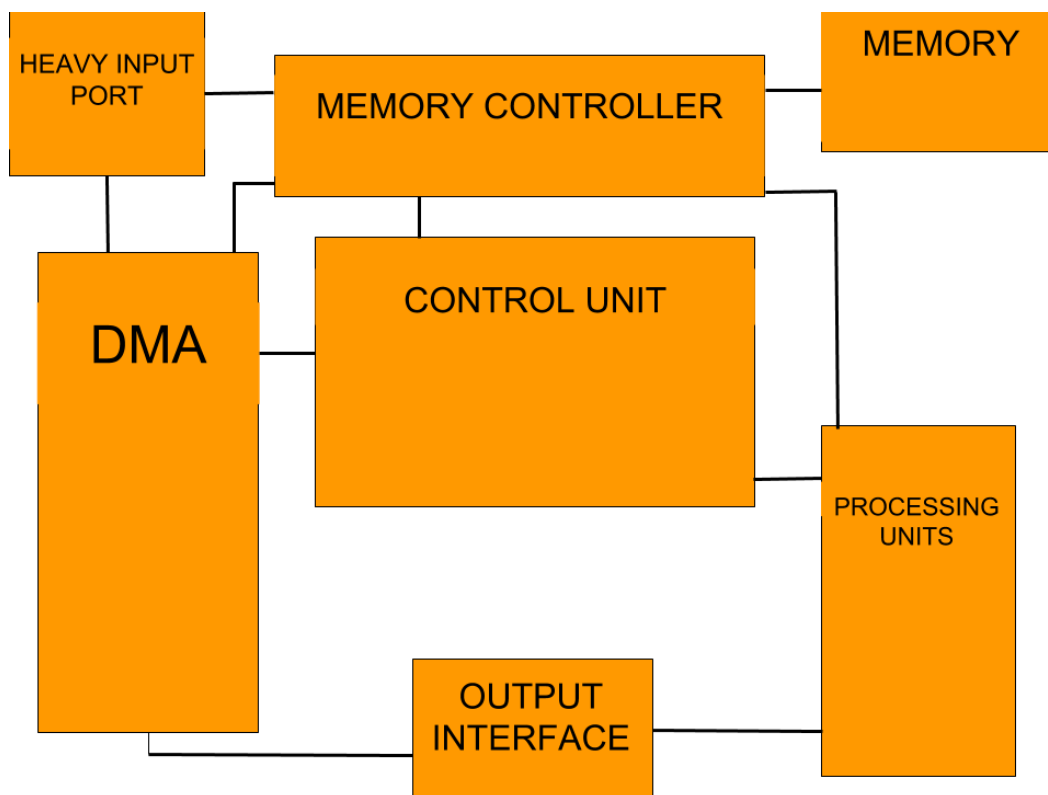 HEAVY INPUT
PORT
MEMORY CONTROLLER
MEMORY
DMA
CONTROL UNIT
PROCESSING
UNITS
OUTPUT
INTERFACE